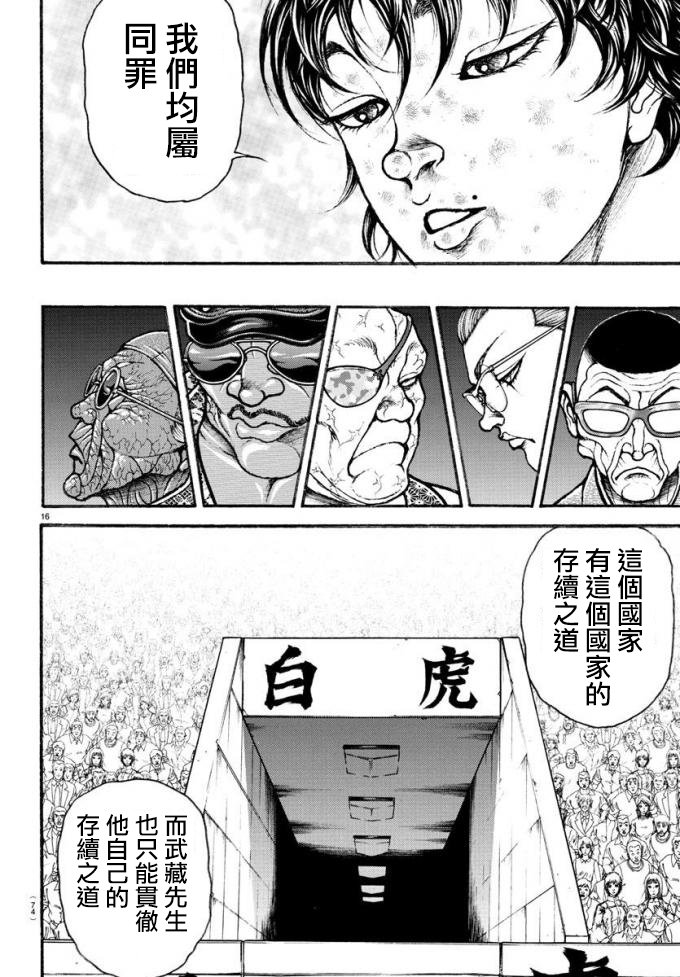 我們均屬
同罪
16
這個國家
有這個國家的
存續之道
白虎
而武藏先生
也只能貫徹
他自己的
存續之道
(74)